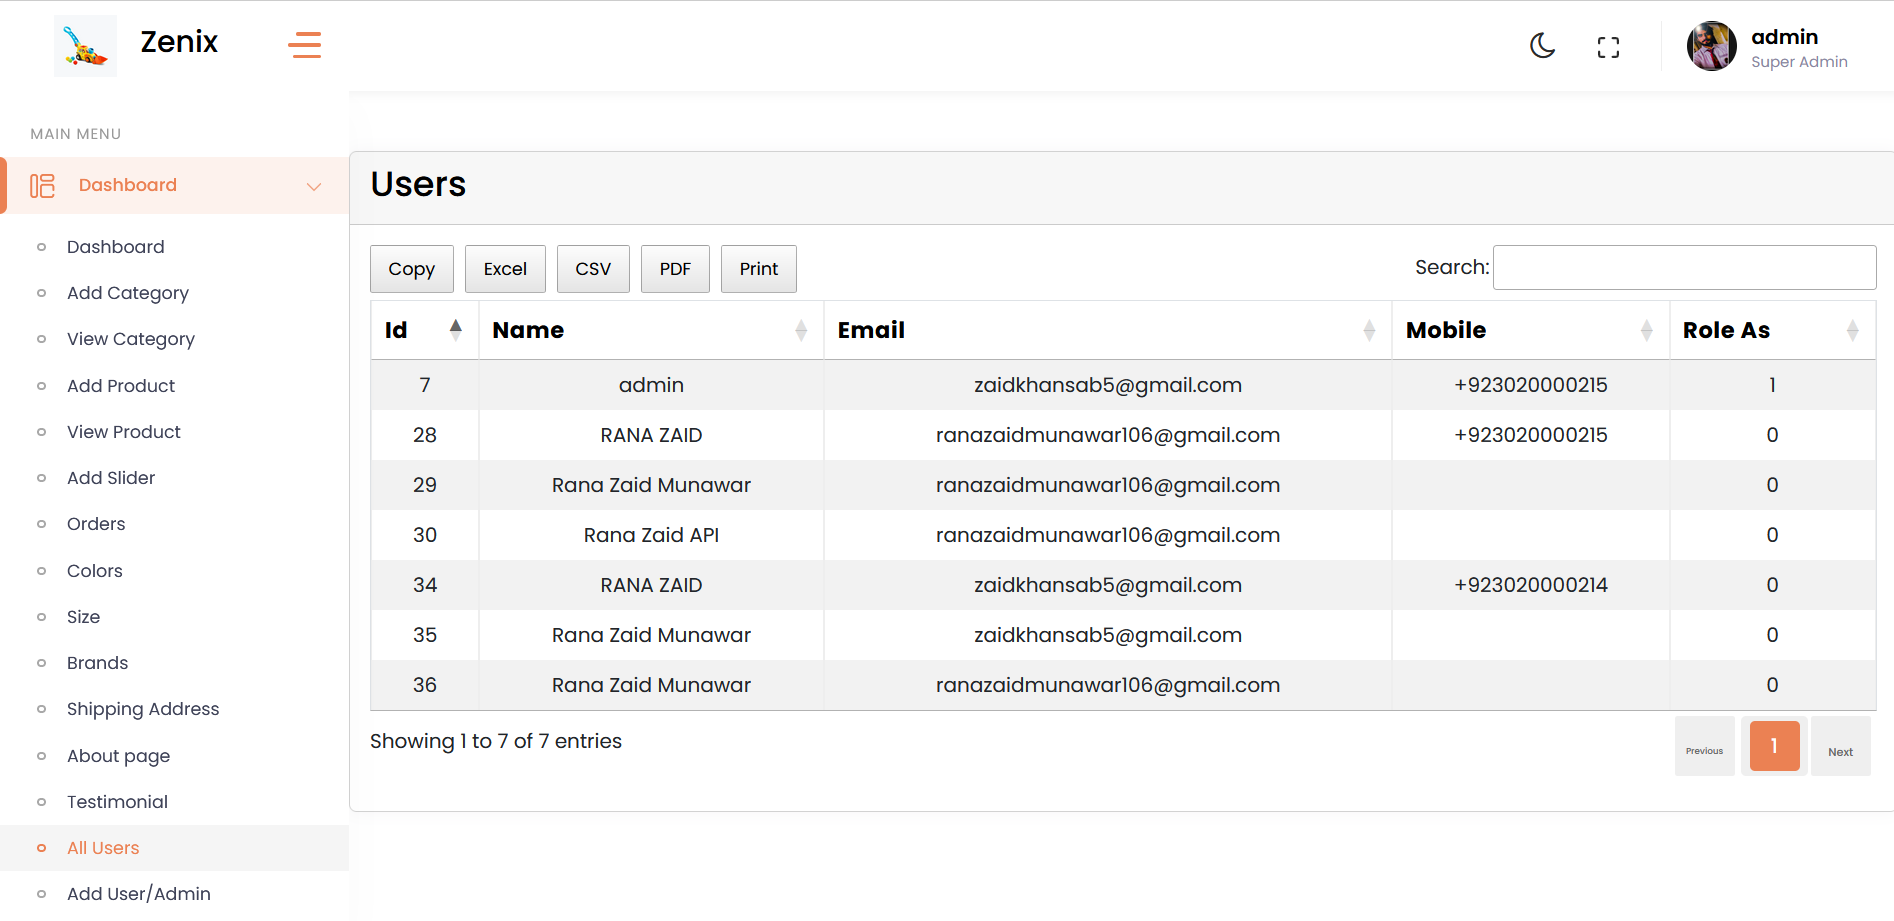 Zenix
admin
Super Admin
MAIN MENU
Dashboard
Dashboard
Add Category
View Category
Add Product
View Product
Add Slider
Orders
Colors
Size
Brands
Shipping Address
About page
Testimonial
All Users
Add User/Admin
Users
Copy Excel CSV PDF Print Search:
Id Name Email Mobile Role As
7 admin zaidkhansab5@gmail.com +923020000215 1
28 RANA ZAID ranazaidmunawar106@gmail.com +923020000215 0
29 Rana Zaid Munawar ranazaidmunawar106@gmail.com 0
30 Rana Zaid API ranazaidmunawar106@gmail.com 0
34 RANA ZAID zaidkhansab5@gmail.com +923020000214 0
35 Rana Zaid Munawar zaidkhansab5@gmail.com 0
36 Rana Zaid Munawar ranazaidmunawar106@gmail.com 0
Showing 1 to 7 of 7 entries Previous 1 Next